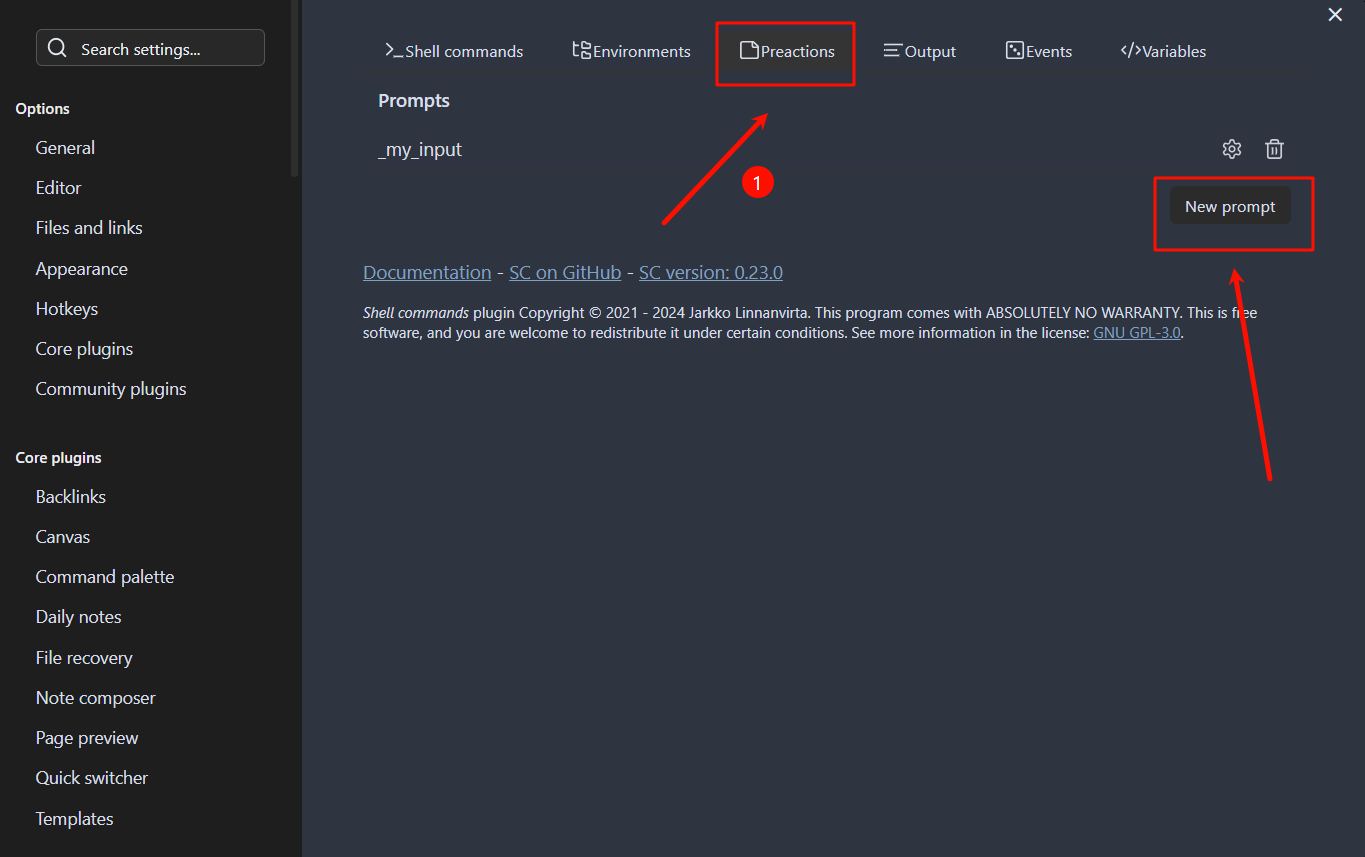 Search settings...
Options
General
Editor
Files and links
Appearance
Hotkeys
Core plugins
Community plugins
Core plugins
Backlinks
Canvas
Command palette
Daily notes
File recovery
Note composer
Page preview
Quick switcher
Templates
Shell commands Environments Preactions Output Events Variables
Prompts
_my_input
1
New prompt
Documentation - SC on GitHub - SC version: 0.23.0
Shell commands plugin Copyright © 2021 - 2024 Jarkko Linnanvirta. This program comes with ABSOLUTELY NO WARRANTY. This is free
software, and you are welcome to redistribute it under certain conditions. See more information in the license: GNU GPL-3.0.